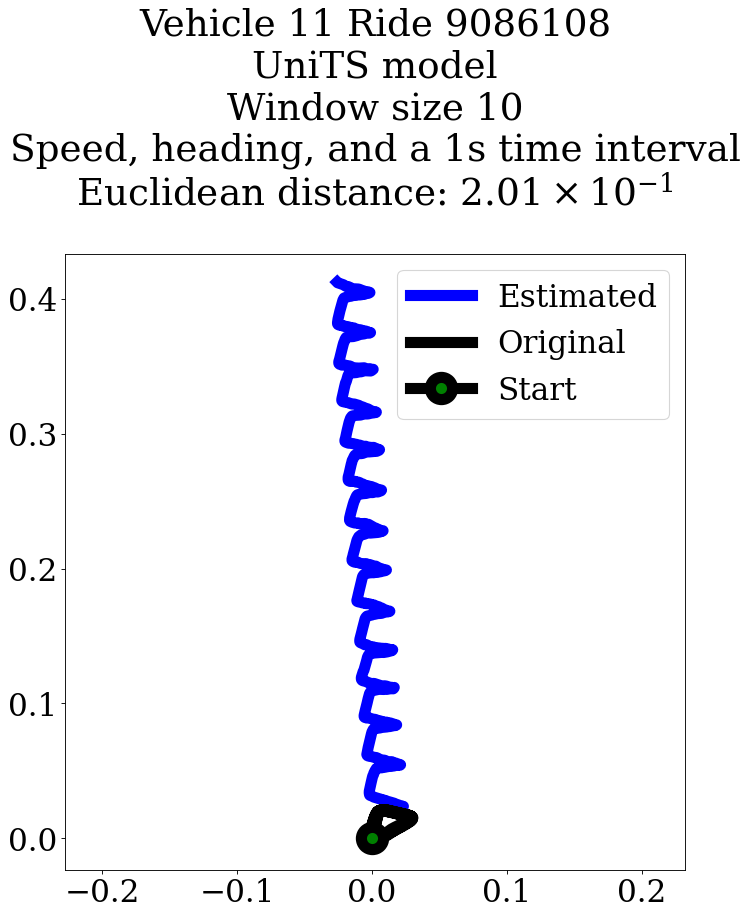 Vehicle 11 Ride 9086108
UniTS model
Window size 10
Speed, heading, and a 1s time interval
Euclidean distance: 2.01 × 10⁻¹
Estimated
Original
Start
0.4
0.3
0.2
0.1
0.0
−0.2
−0.1
0.0
0.1
0.2